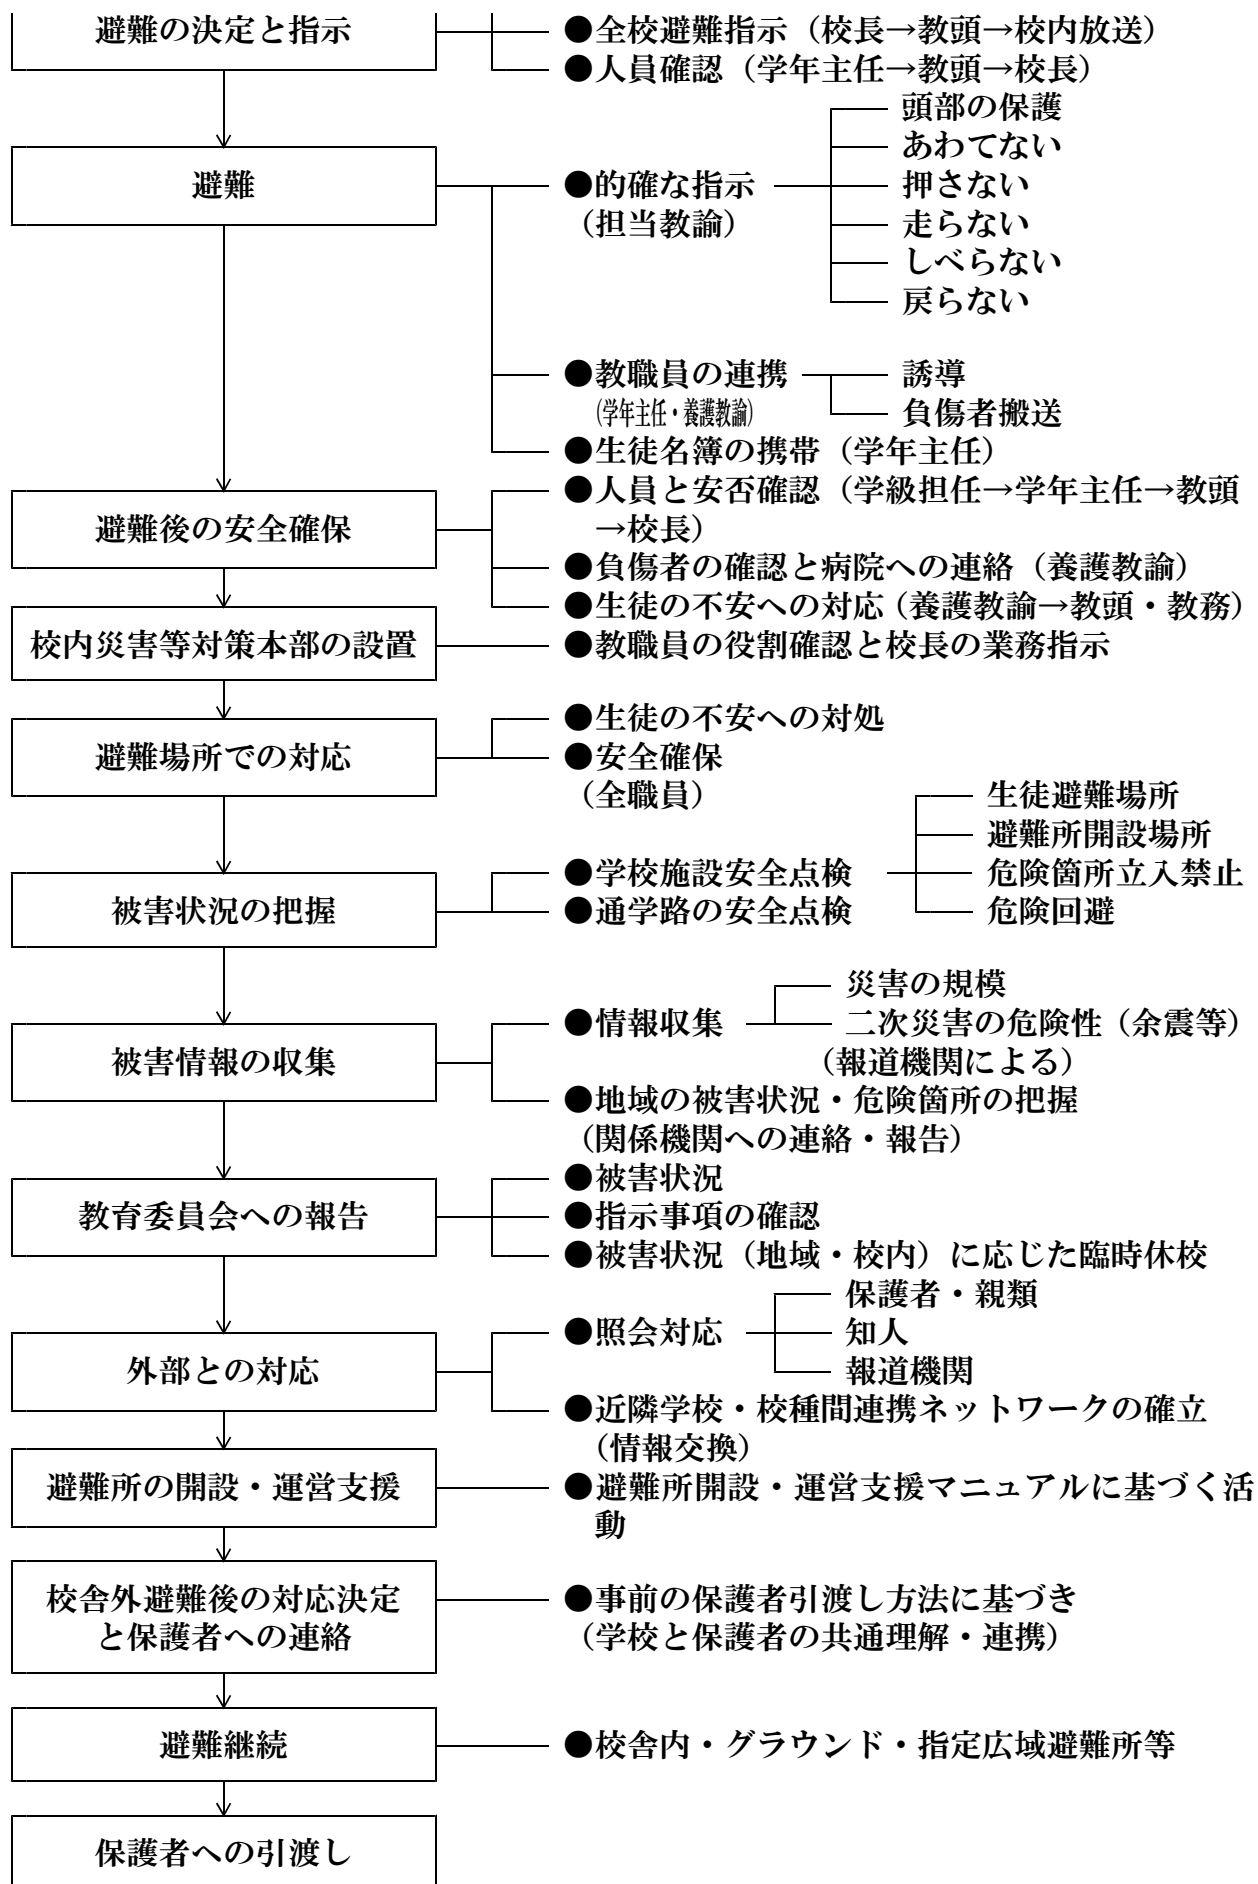 避難の決定と指示
●全校避難指示（校長→教頭→校内放送）
●人員確認（学年主任→教頭→校長）
頭部の保護
あわてない
避難
●的確な指示
押さない
（担当教諭）
走らない
しべらない
戻らない
●教職員の連携
誘導
（学年主任・養護教諭）
負傷者搬送
●生徒名簿の携帯（学年主任）
●人員と安否確認（学級担任→学年主任→教頭
→校長）
避難後の安全確保
●負傷者の確認と病院への連絡（養護教諭）
●生徒の不安への対応（養護教諭→教頭・教務）
校内災害等対策本部の設置
●教職員の役割確認と校長の業務指示
●生徒の不安への対処
避難場所での対応
●安全確保
（全職員）
生徒避難場所
避難所開設場所
●学校施設安全点検
危険箇所立入禁止
被害状況の把握
●通学路の安全点検
危険回避
災害の規模
●情報収集
二次災害の危険性（余震等）
（報道機関による）
被害情報の収集
●地域の被害状況・危険箇所の把握
（関係機関への連絡・報告）
●被害状況
教育委員会への報告
●指示事項の確認
●被害状況（地域・校内）に応じた臨時休校
保護者・親類
●照会対応
知人
外部との対応
報道機関
●近隣学校・校種間連携ネットワークの確立
（情報交換）
避難所の開設・運営支援
●避難所開設・運営支援マニュアルに基づく活
動
校舎外避難後の対応決定
と保護者への連絡
●事前の保護者引渡し方法に基づき
（学校と保護者の共通理解・連携）
避難継続
●校舎内・グラウンド・指定広域避難所等
保護者への引渡し